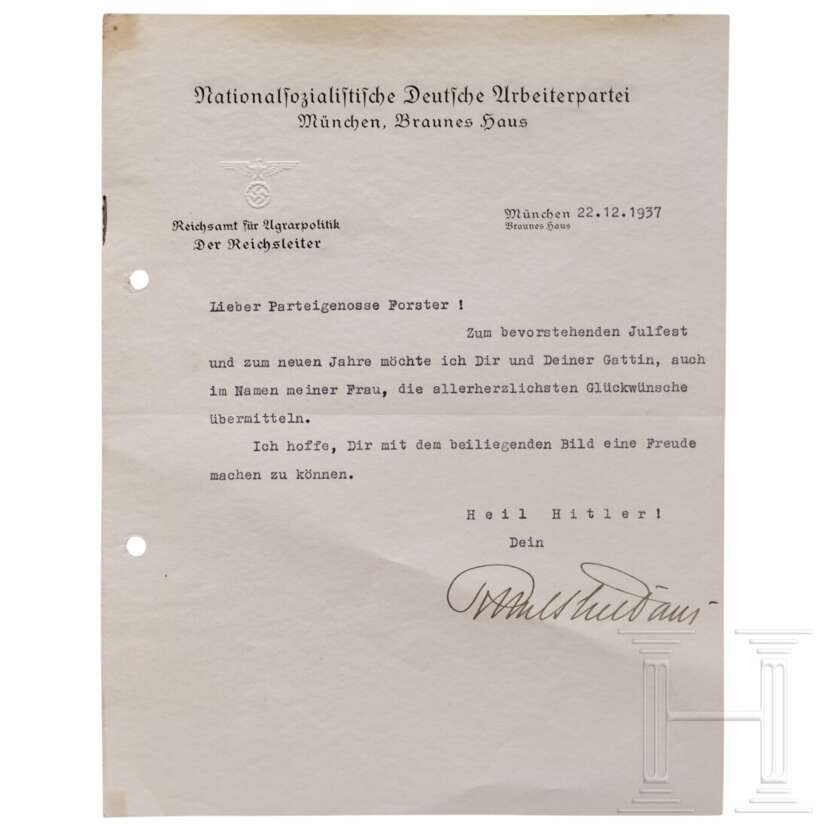 Nationalsozialistische Deutsche Arbeiterpartei
München, Braunes Haus
Reichsamt für Agrarpolitik
Der Reichsleiter
München 22.12.1937
Braunes Haus
Lieber Parteigenosse Forster !
Zum bevorstehenden Julfest
und zum neuen Jahre möchte ich Dir und Deiner Gattin, auch
im Namen meiner Frau, die allerherzlichsten Glückwünsche
übermitteln.
Ich hoffe, Dir mit dem beiliegenden Bild eine Freude
machen zu können.
Heil Hitler!
Dein
H